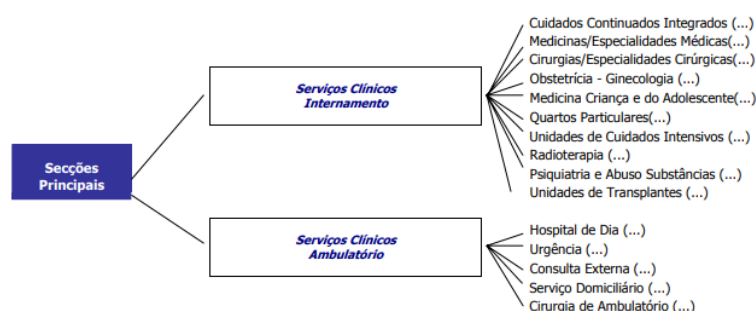 Secções
Principais
Serviços Clínicos
Internamento
Cuidados Continuados Integrados (...)
Medicinas/Especialidades Médicas(...)
Cirurgias/Especialidades Cirúrgicas(...)
Obstetrícia - Ginecologia (...)
Medicina Criança e do Adolescente(...)
Quartos Particulares(...)
Unidades de Cuidados Intensivos (...)
Radioterapia (...)
Psiquiatria e Abuso Substâncias (...)
Unidades de Transplantes (...)
Serviços Clínicos
Ambulatório
Hospital de Dia (...)
Urgência (...)
Consulta Externa (...)
Serviço Domiciliário (...)
Cirurgia de Ambulatório (...)